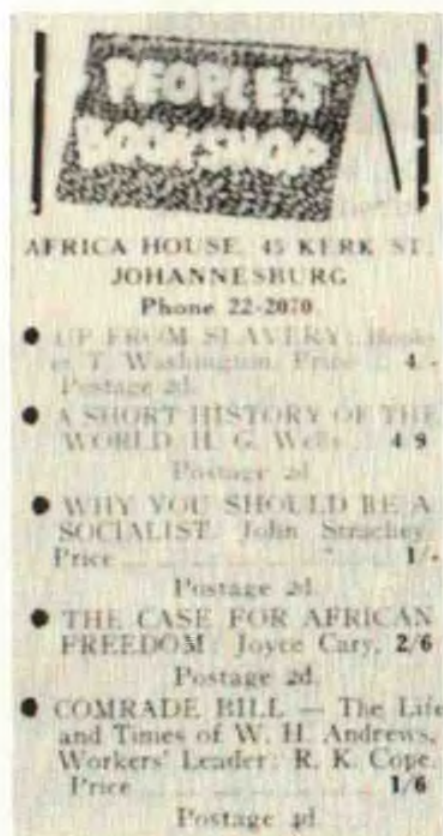 PEOPLE'S
BOOKSHOP
AFRICA HOUSE, 45 KERK ST.,
JOHANNESBURG
Phone 22-2070
● UP FROM SLAVERY: Book-
er T. Washington. Price .. 4/-
Postage 2d.
● A SHORT HISTORY OF THE
WORLD. H. G. Wells .. 4/9
Postage 2d.
● WHY YOU SHOULD BE A
SOCIALIST. John Strachey.
Price .... 1/-
Postage 2d.
● THE CASE FOR AFRICAN
FREEDOM: Joyce Cary. 2/6
Postage 2d.
● COMRADE BILL — The Life
and Times of W. H. Andrews,
Workers' Leader: R. K. Cope.
Price .... 1/6
Postage 4d.